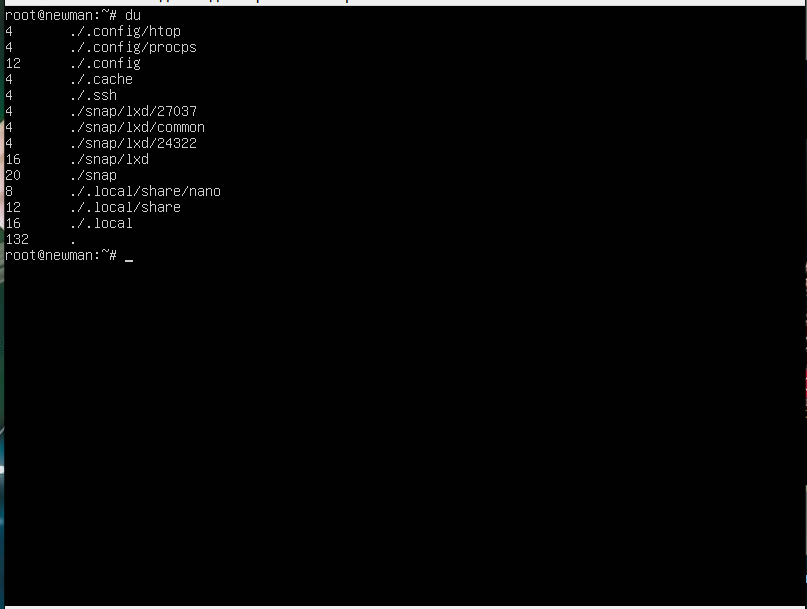 root@newman:~# du
4 ./.config/htop
4 ./.config/procps
12 ./.config
4 ./.cache
4 ./.ssh
4 ./snap/lxd/27037
4 ./snap/lxd/common
4 ./snap/lxd/24322
16 ./snap/lxd
20 ./snap
8 ./.local/share/nano
12 ./.local/share
16 ./.local
132 .
root@newman:~# _